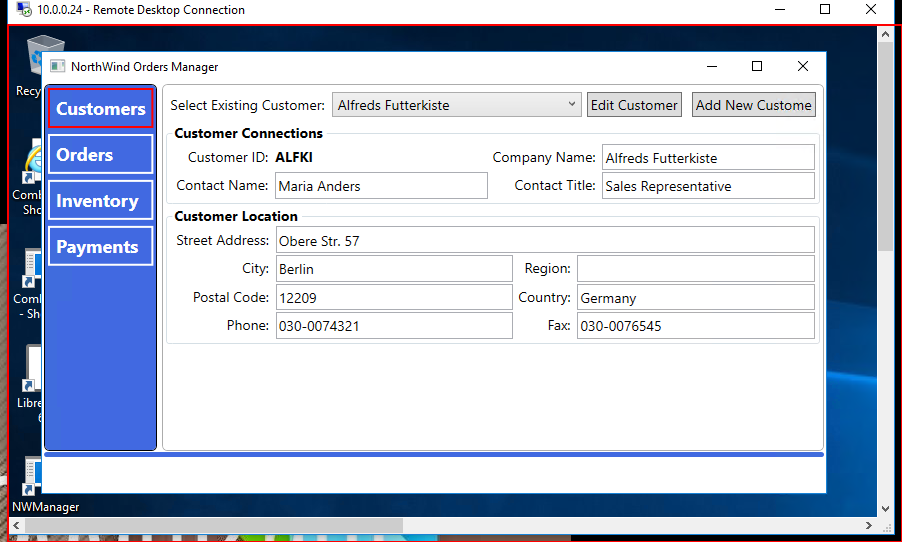 10.0.0.24 - Remote Desktop Connection
Recy
NorthWind Orders Manager
Customers
Orders
Inventory
Payments
Select Existing Customer: Alfreds Futterkiste Edit Customer Add New Custome
Customer Connections
Customer ID: ALFKI Company Name: Alfreds Futterkiste
Contact Name: Maria Anders Contact Title: Sales Representative
Customer Location
Street Address: Obere Str. 57
City: Berlin Region:
Postal Code: 12209 Country: Germany
Phone: 030-0074321 Fax: 030-0076545
Comb
Sho
Comb
- Sho
Libre
6
NWManager